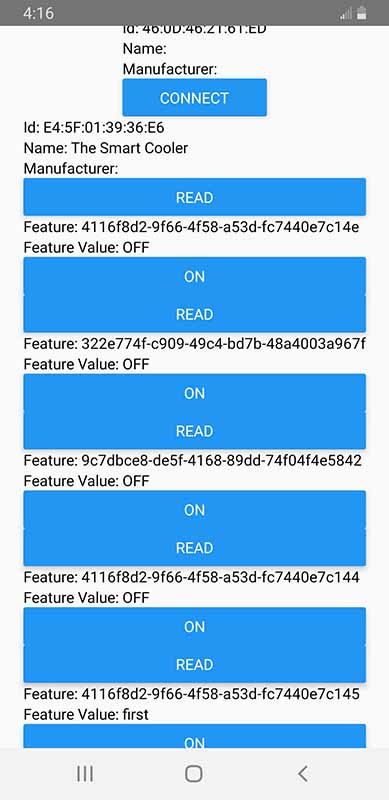 4:16
Id: 46:0D:46:21:61:ED
Name:
Manufacturer:
CONNECT
Id: E4:5F:01:39:36:E6
Name: The Smart Cooler
Manufacturer:
READ
Feature: 4116f8d2-9f66-4f58-a53d-fc7440e7c14e
Feature Value: OFF
ON
READ
Feature: 322e774f-c909-49c4-bd7b-48a4003a967f
Feature Value: OFF
ON
READ
Feature: 9c7dbce8-de5f-4168-89dd-74f04f4e5842
Feature Value: OFF
ON
READ
Feature: 4116f8d2-9f66-4f58-a53d-fc7440e7c144
Feature Value: OFF
ON
READ
Feature: 4116f8d2-9f66-4f58-a53d-fc7440e7c145
Feature Value: first
ON